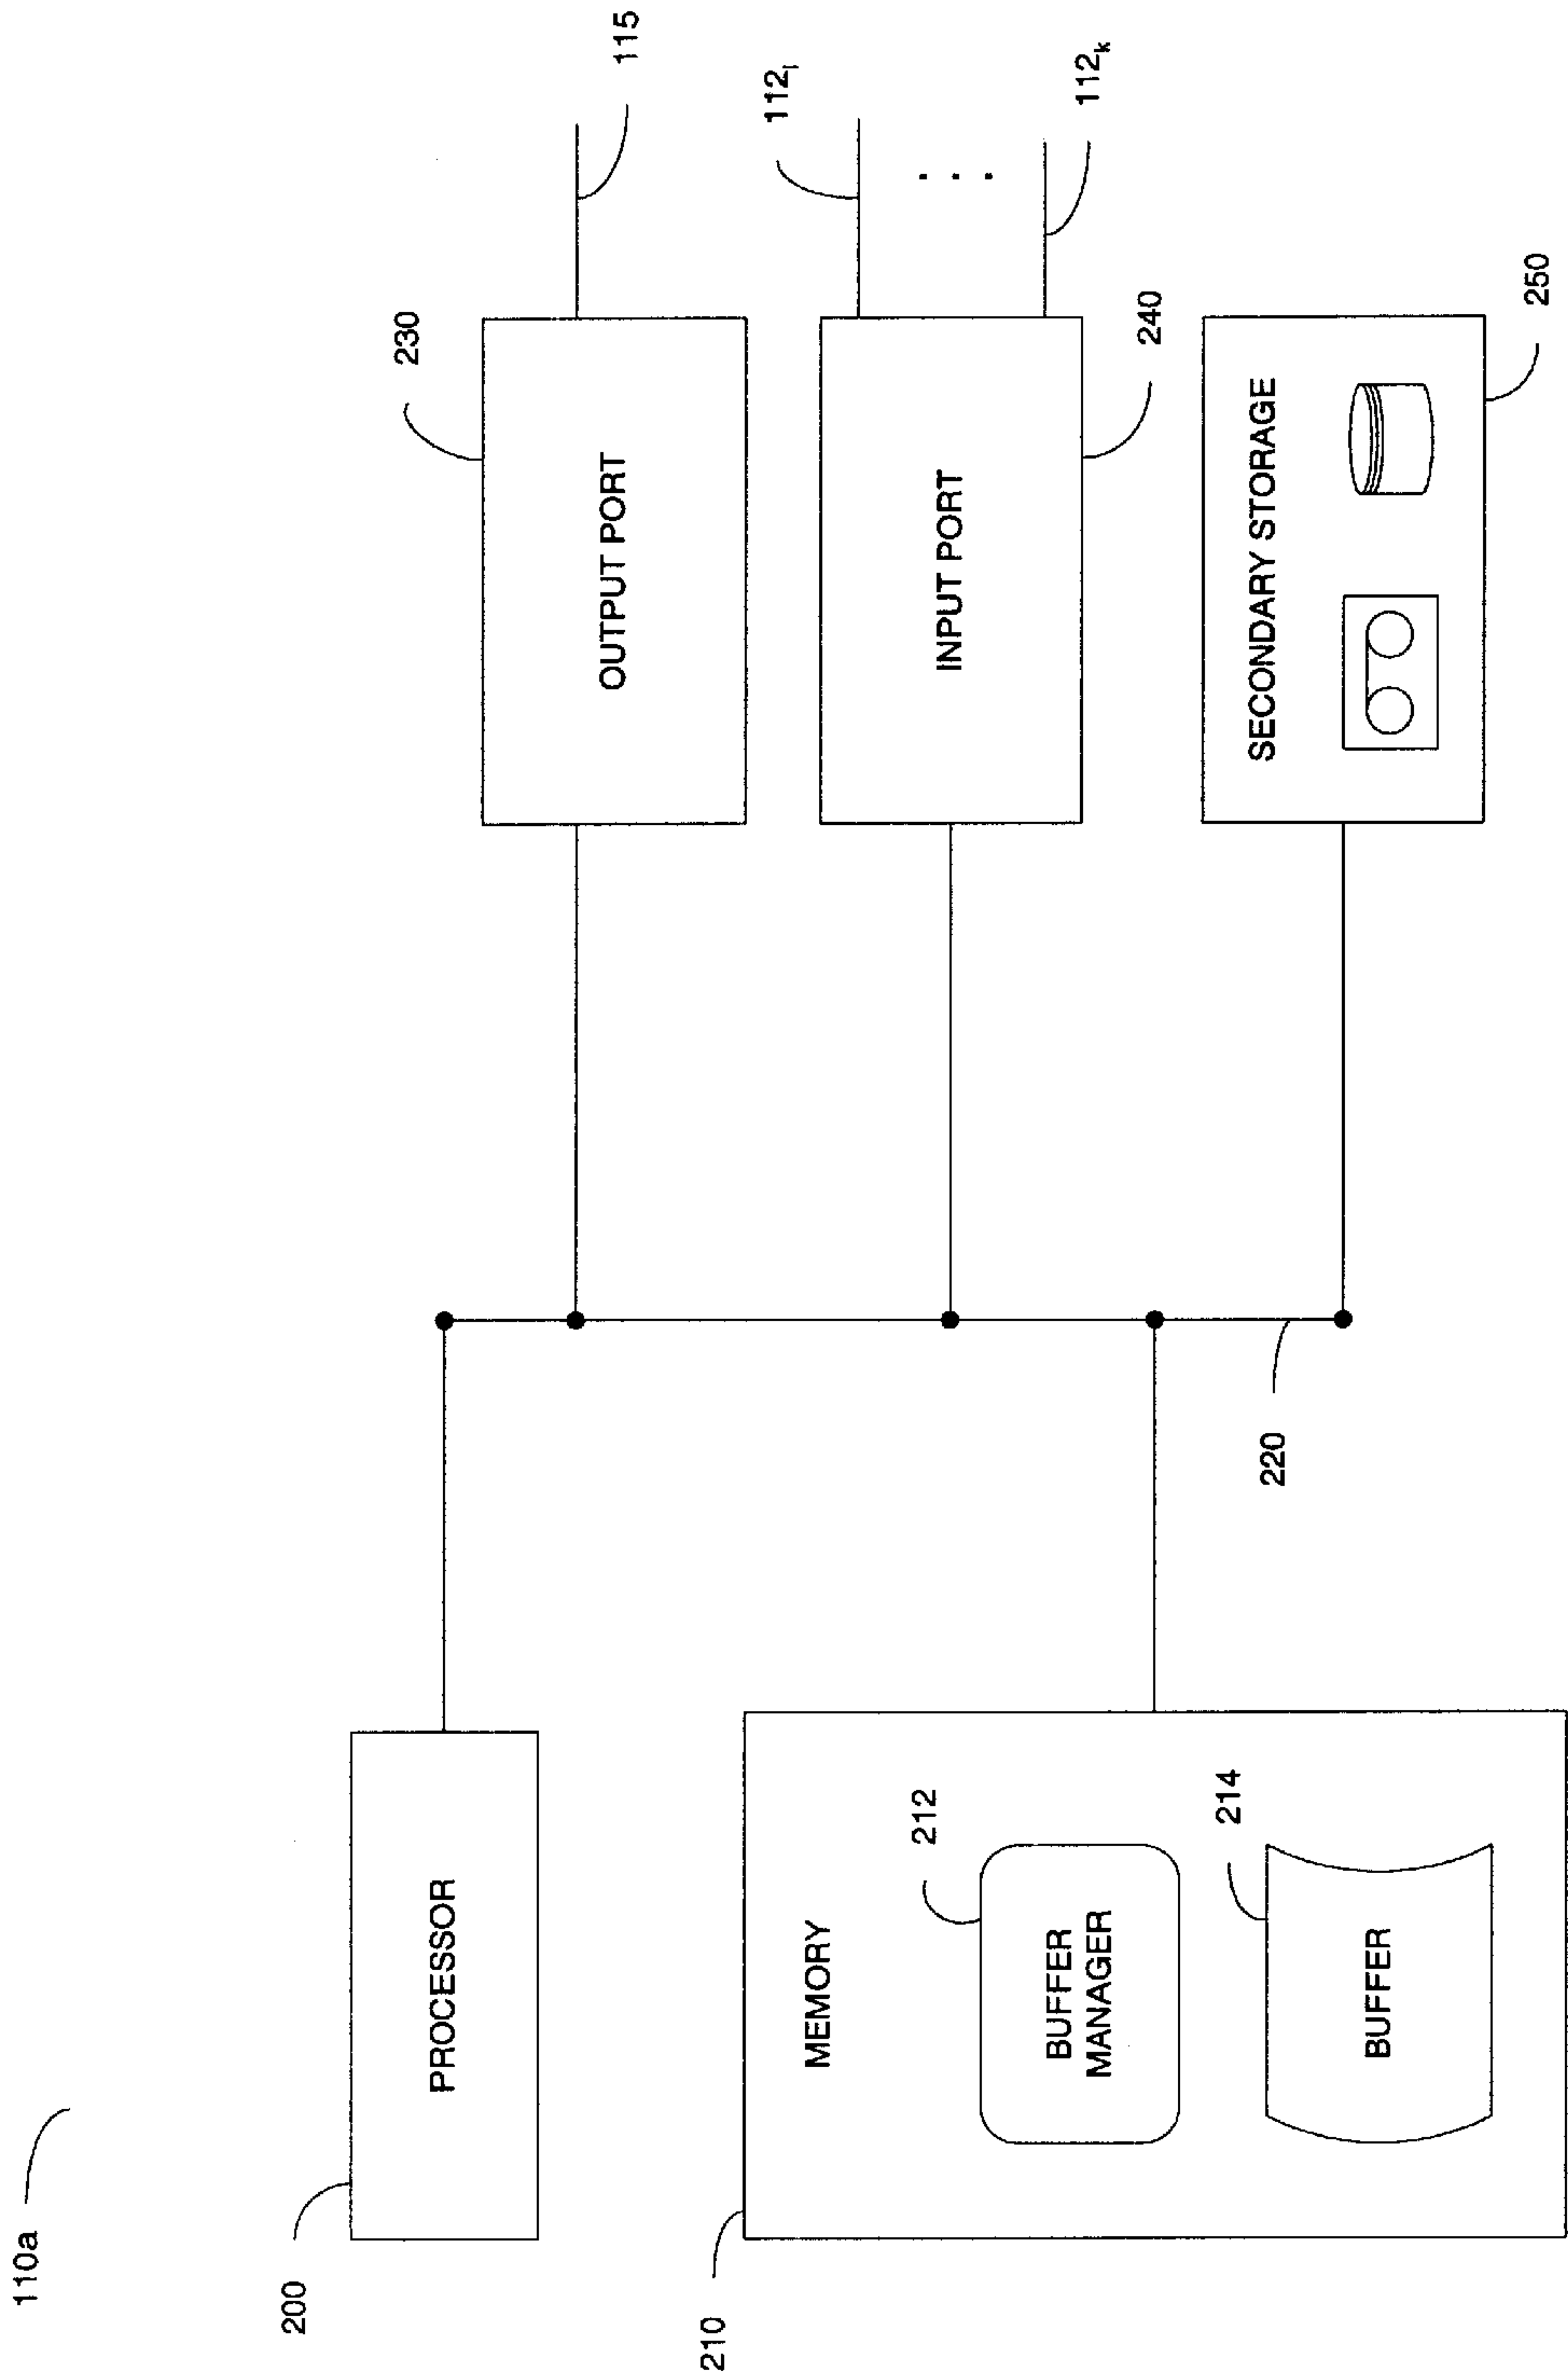 110a
200
PROCESSOR
210
MEMORY
212
BUFFER
MANAGER
214
BUFFER
220
230
OUTPUT PORT
115
INPUT PORT
240
112ᵢ
. . .
112ₖ
SECONDARY STORAGE
250